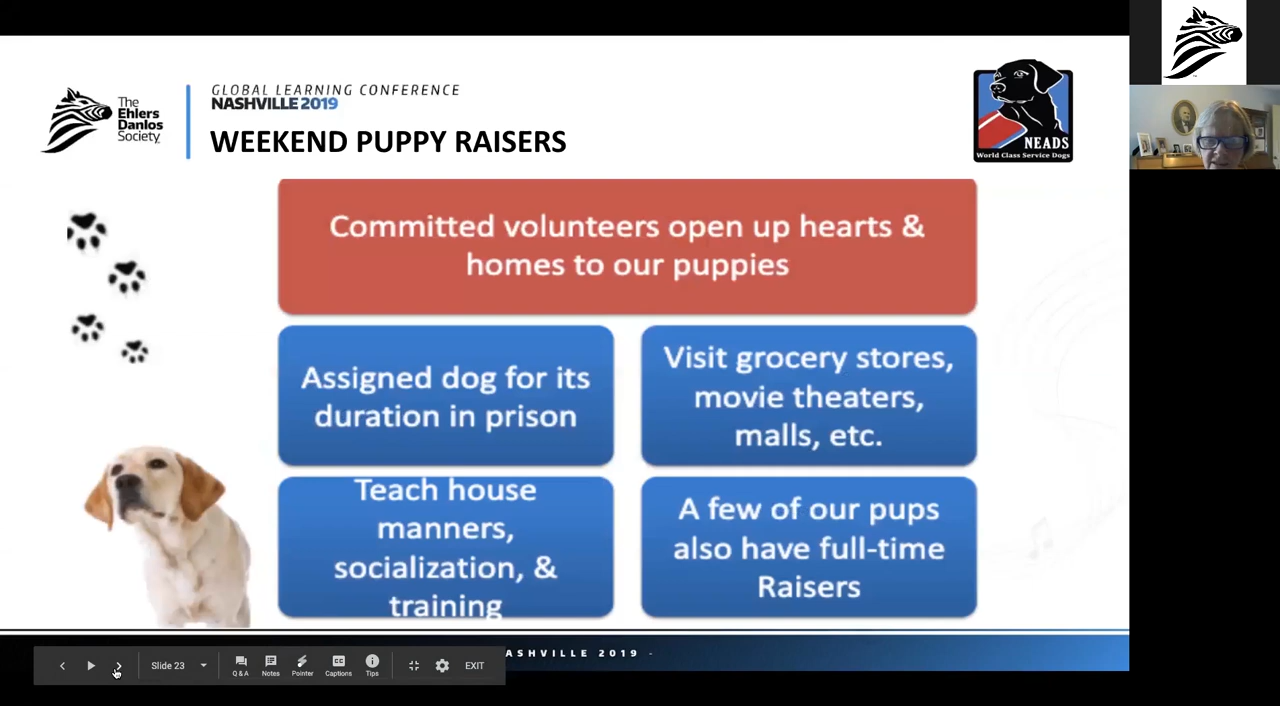 The
Ehlers
Danlos
Society
GLOBAL LEARNING CONFERENCE
NASHVILLE 2019
WEEKEND PUPPY RAISERS
NEADS
World Class Service Dogs
Committed volunteers open up hearts &
homes to our puppies
Assigned dog for its
duration in prison
Visit grocery stores,
movie theaters,
malls, etc.
Teach house
manners,
socialization, &
training
A few of our pups
also have full-time
Raisers
ASHVILLE 2019 -
Slide 23
Q & A
Notes
Pointer
Captions
Tips
EXIT